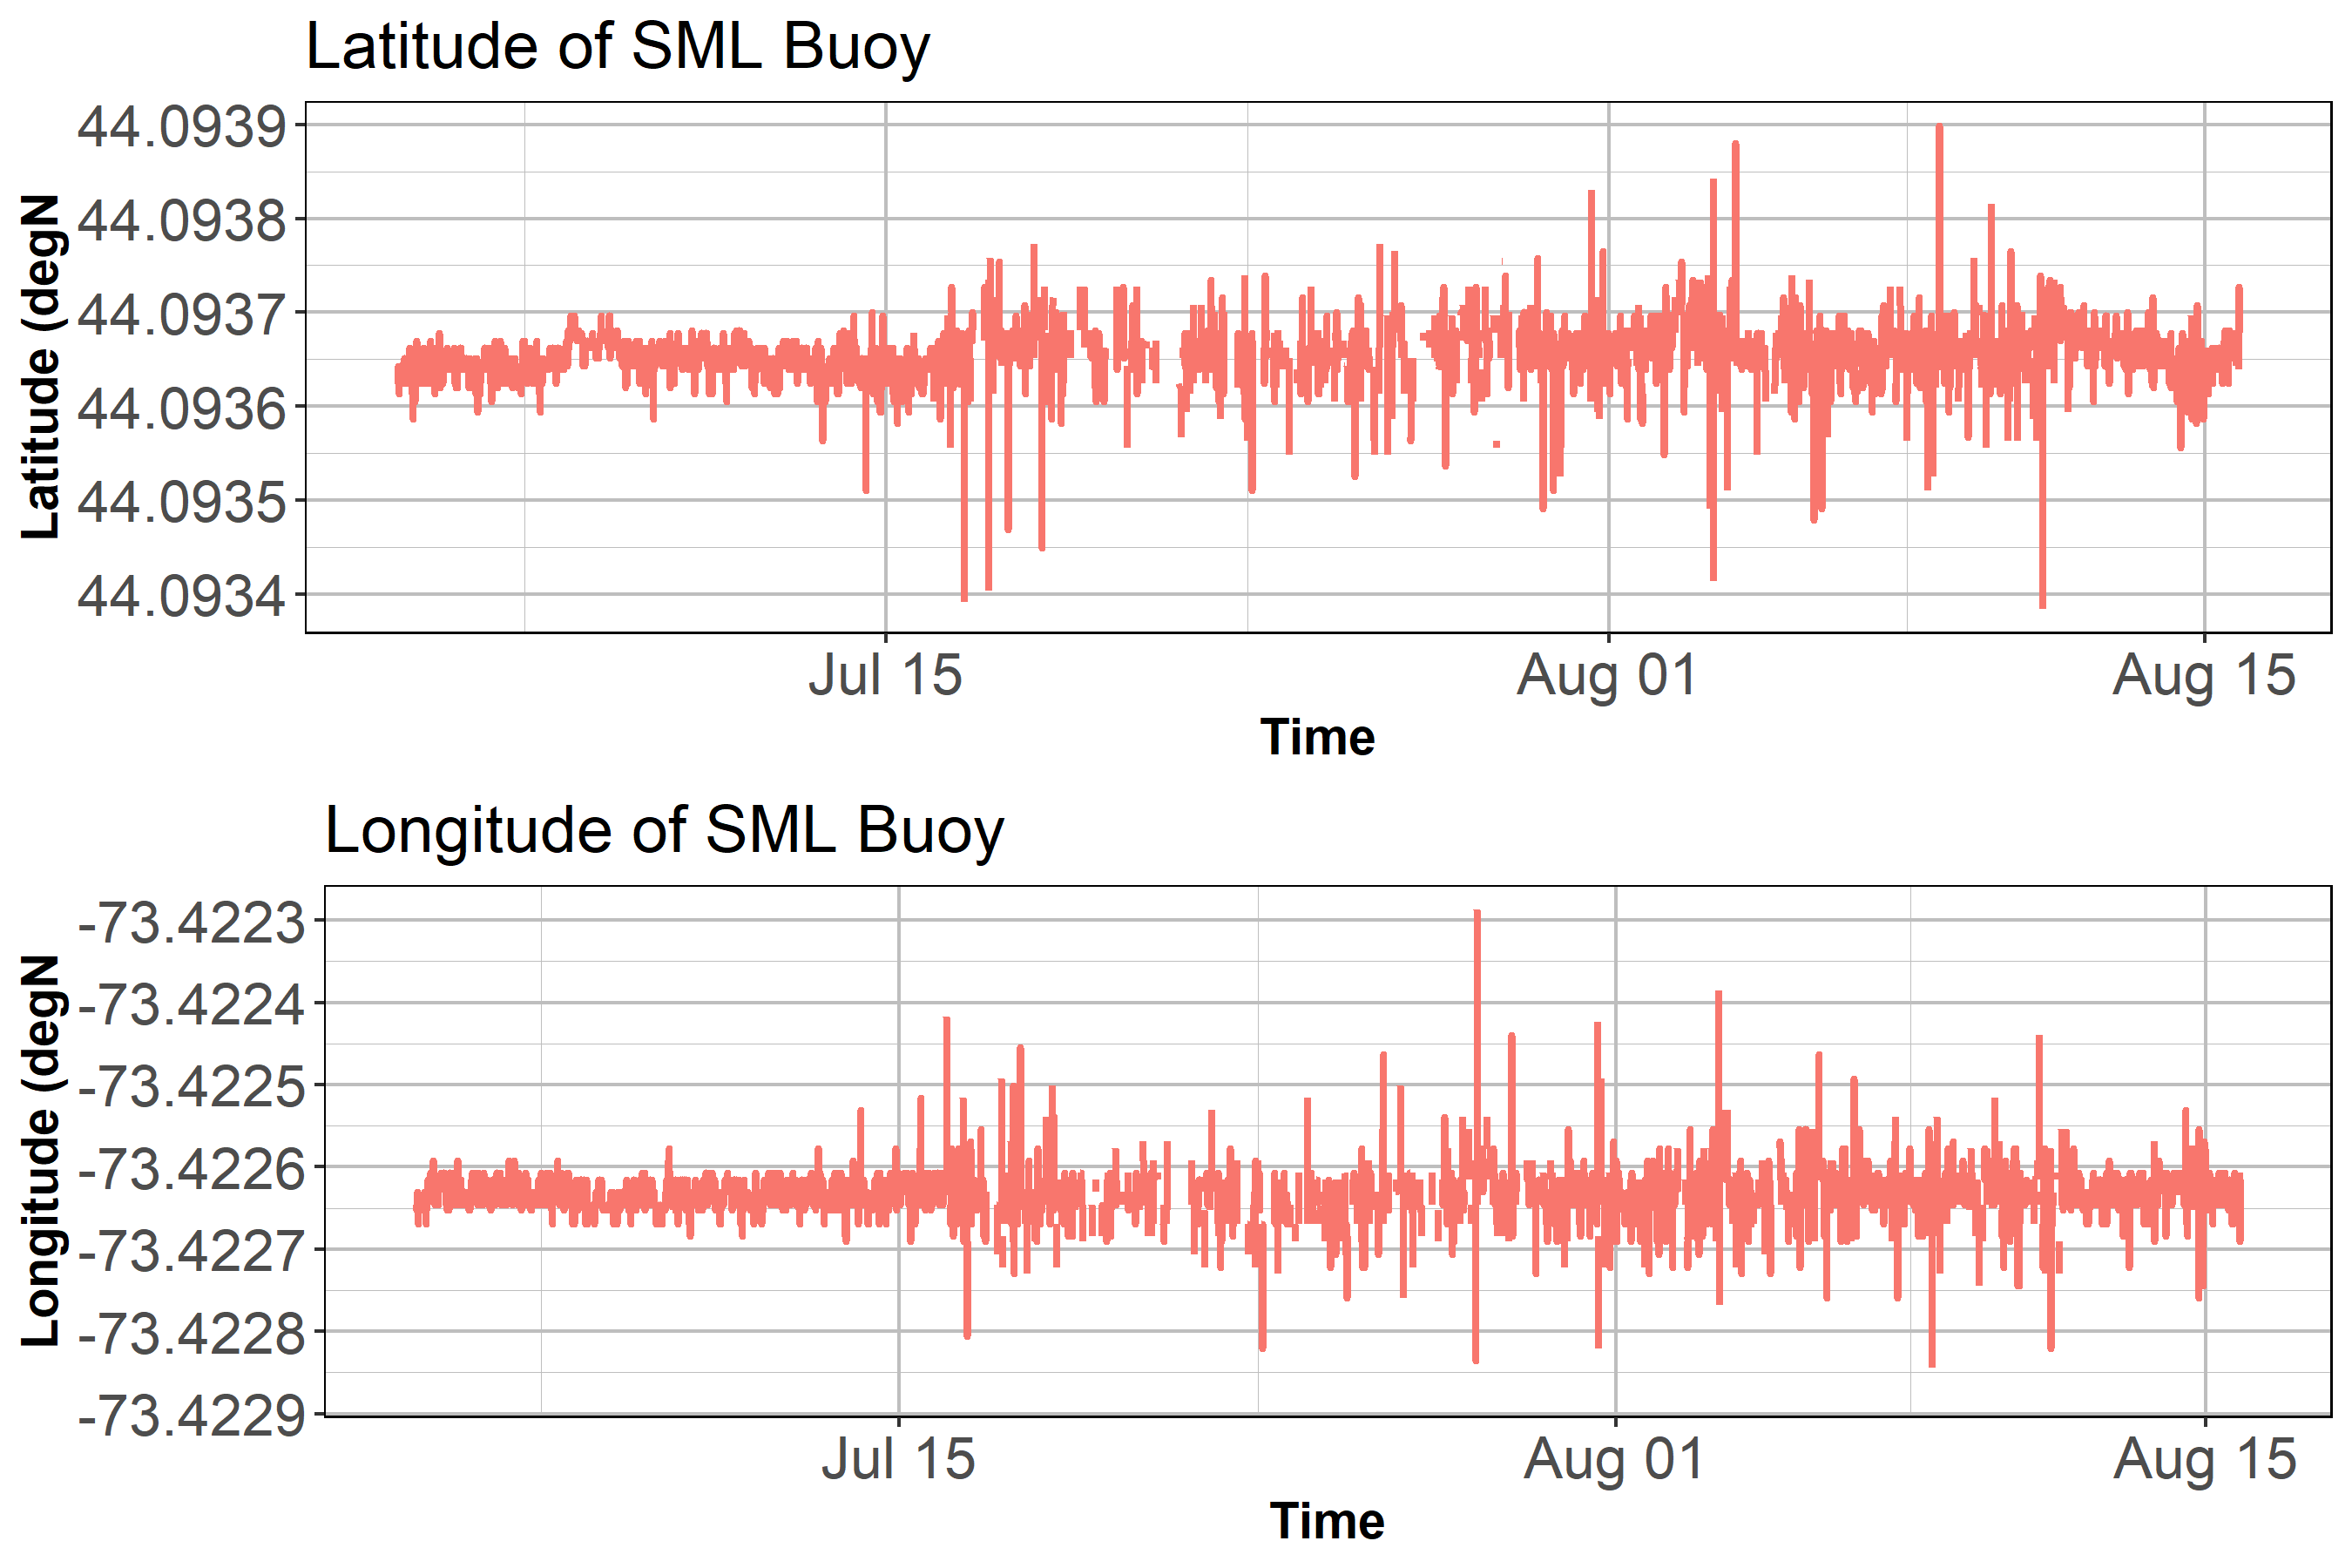 Latitude of SML Buoy
44.0939
44.0938
44.0937
44.0936
44.0935
44.0934
Latitude (degN
Jul 15 Aug 01 Aug 15
Time
Longitude of SML Buoy
-73.4223
-73.4224
-73.4225
-73.4226
-73.4227
-73.4228
-73.4229
Longitude (degN
Jul 15 Aug 01 Aug 15
Time